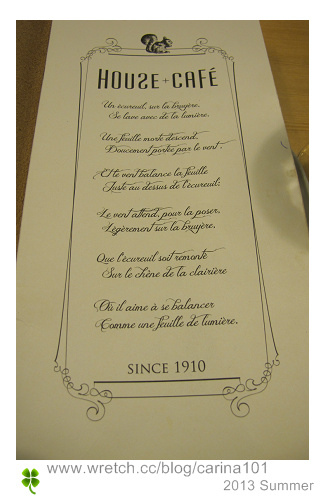 HOUSE+CAFÉ
Un écureuil, sur la bruyère,
Se lave avec de la lumière.
Une feuille morte descend,
Doucement portée par le vent.
Et le vent balance la feuille
Juste au dessus de l'écureuil;
Le vent attend, pour la poser,
Légèrement sur la bruyère,
Que l'écureuil soit remonté
Sur le chêne de la clairière
Où il aime à se balancer
Comme une feuille de lumière.
SINCE 1910
www.wretch.cc/blog/carina101
2013 Summer